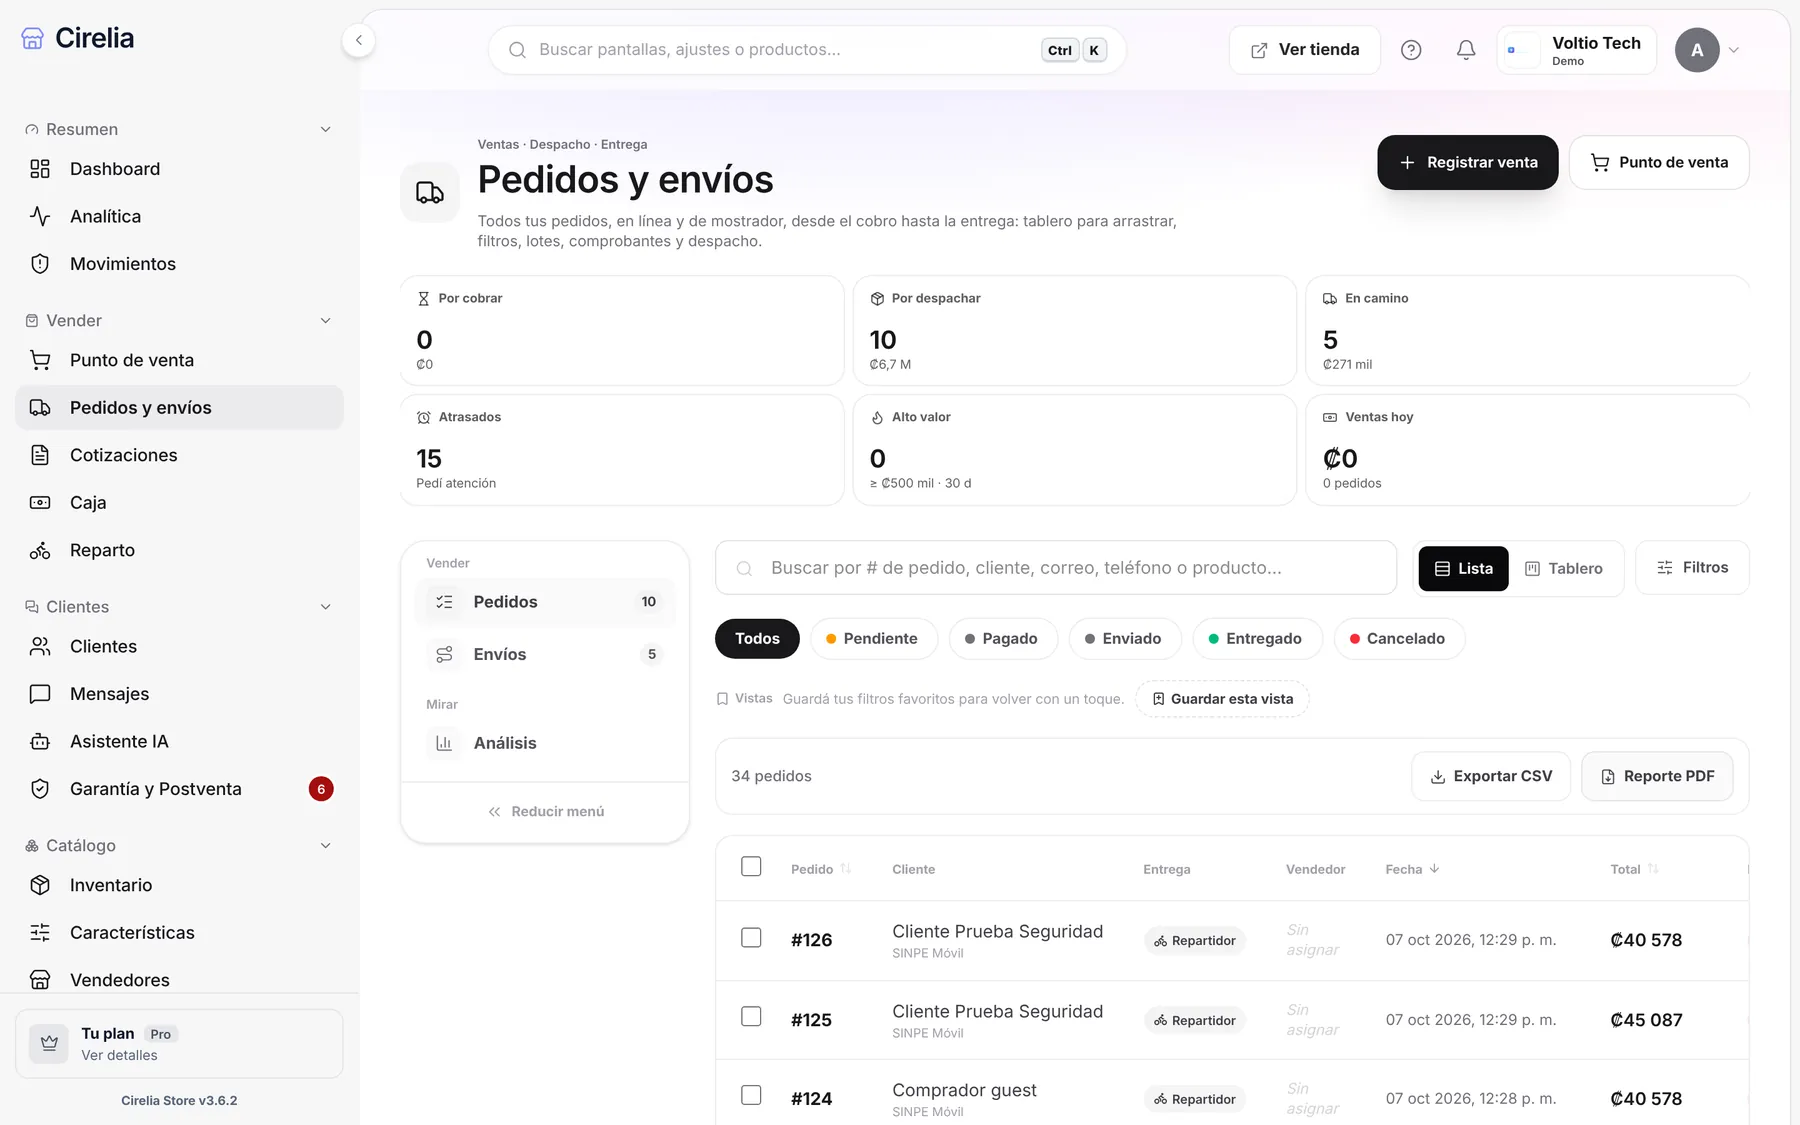 Cirelia
Buscar pantallas, ajustes o productos...
Ctrl K
Ver tienda
Voltio Tech
Demo
A
Resumen
Dashboard
Analítica
Movimientos
Vender
Punto de venta
Pedidos y envíos
Cotizaciones
Caja
Reparto
Clientes
Clientes
Mensajes
Asistente IA
Garantía y Postventa
6
Catálogo
Inventario
Características
Vendedores
Tu plan Pro
Ver detalles
Cirelia Store v3.6.2
Ventas · Despacho · Entrega
Pedidos y envíos
Todos tus pedidos, en línea y de mostrador, desde el cobro hasta la entrega: tablero para arrastrar,
filtros, lotes, comprobantes y despacho.
Registrar venta
Punto de venta
Por cobrar
0
₡0
Por despachar
10
₡6,7 M
En camino
5
₡271 mil
Atrasados
15
Pedí atención
Alto valor
0
≥ ₡500 mil · 30 d
Ventas hoy
₡0
0 pedidos
Vender
Pedidos 10
Envíos 5
Mirar
Análisis
Reducir menú
Buscar por # de pedido, cliente, correo, teléfono o producto...
Lista
Tablero
Filtros
Todos
Pendiente
Pagado
Enviado
Entregado
Cancelado
Vistas Guardá tus filtros favoritos para volver con un toque. Guardar esta vista
34 pedidos
Exportar CSV
Reporte PDF
Pedido Cliente Entrega Vendedor Fecha Total
#126 Cliente Prueba Seguridad Repartidor Sin asignar 07 oct 2026, 12:29 p. m. ₡40 578
SINPE Móvil
#125 Cliente Prueba Seguridad Repartidor Sin asignar 07 oct 2026, 12:29 p. m. ₡45 087
SINPE Móvil
#124 Comprador guest Repartidor Sin asignar 07 oct 2026, 12:28 p. m. ₡40 578
SINPE Móvil